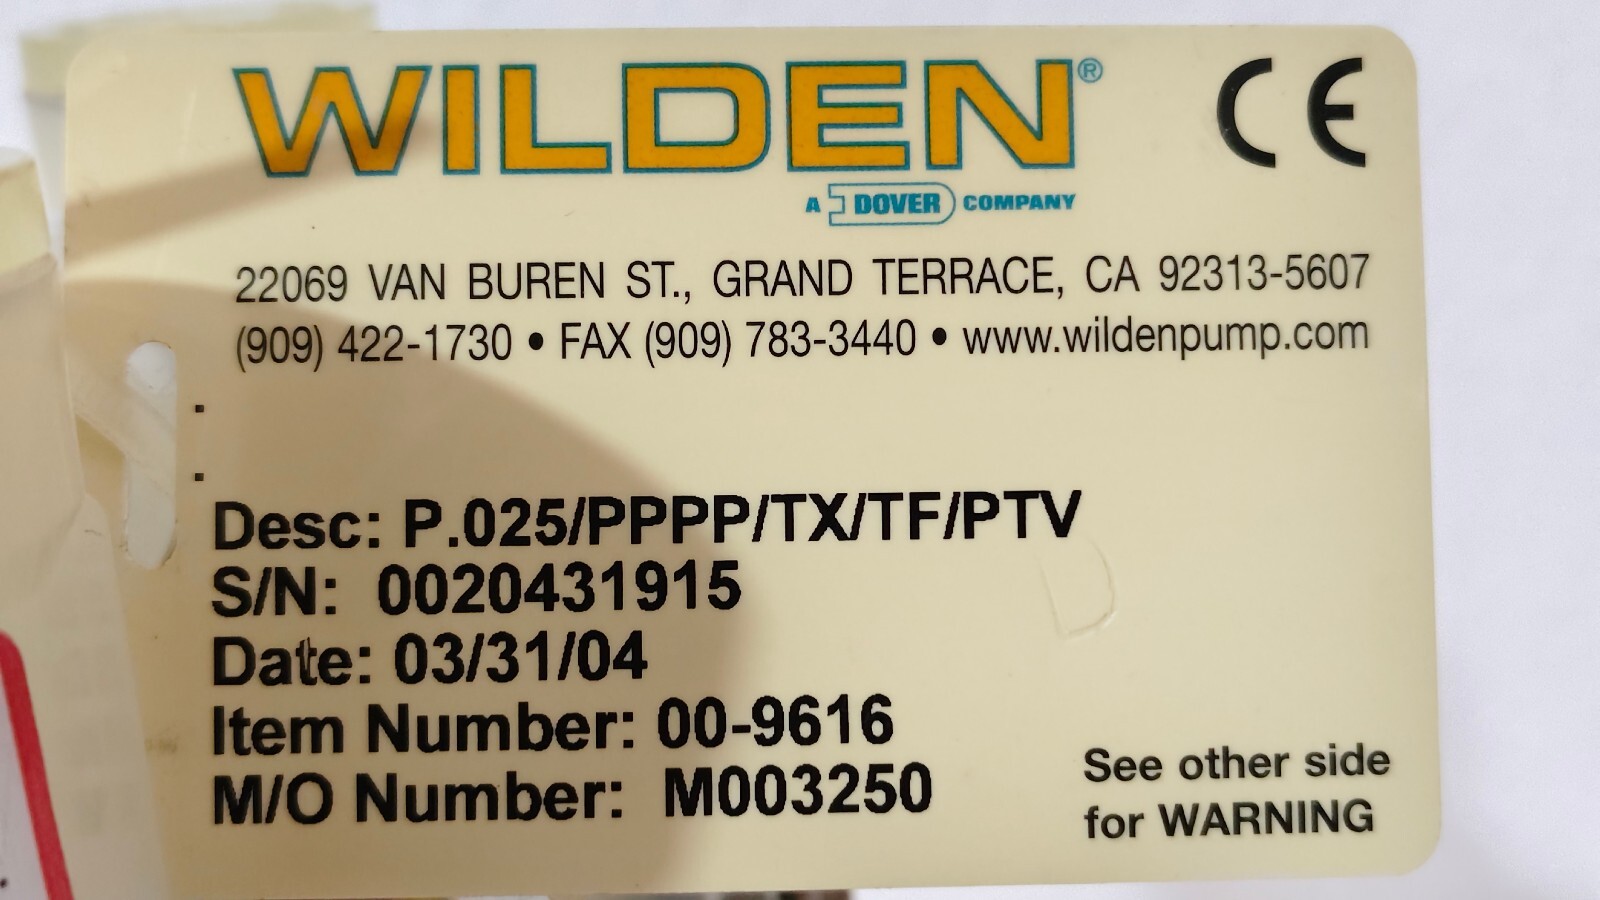 WILDEN®
CE
A DOVER COMPANY
22069 VAN BUREN ST., GRAND TERRACE, CA 92313-5607
(909) 422-1730 • FAX (909) 783-3440 • www.wildenpump.com
.
.
Desc: P.025/PPPP/TX/TF/PTV
S/N: 0020431915
Date: 03/31/04
Item Number: 00-9616
M/O Number: M003250
See other side
for WARNING